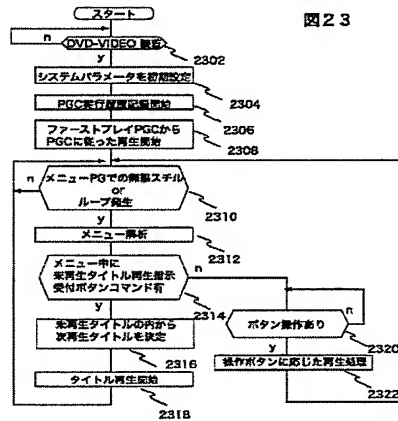 図23
スタート
n
DVD-VIDEO 装着
2302
y
システムパラメータを初期設定
2304
PGC実行履歴記録開始
2306
ファーストプレイPGCから
PGCに従った再生開始
2308
n
メニューPGでの無限スチル
or
ループ発生
2310
y
メニュー解析
2312
メニュー中に
未再生タイトル再生指示
受付ボタンコマンド有
n
2314
y
未再生タイトルの内から
次再生タイトルを決定
2316
タイトル再生開始
2318
n
ボタン操作あり
2320
y
操作ボタンに応じた再生処理
2322